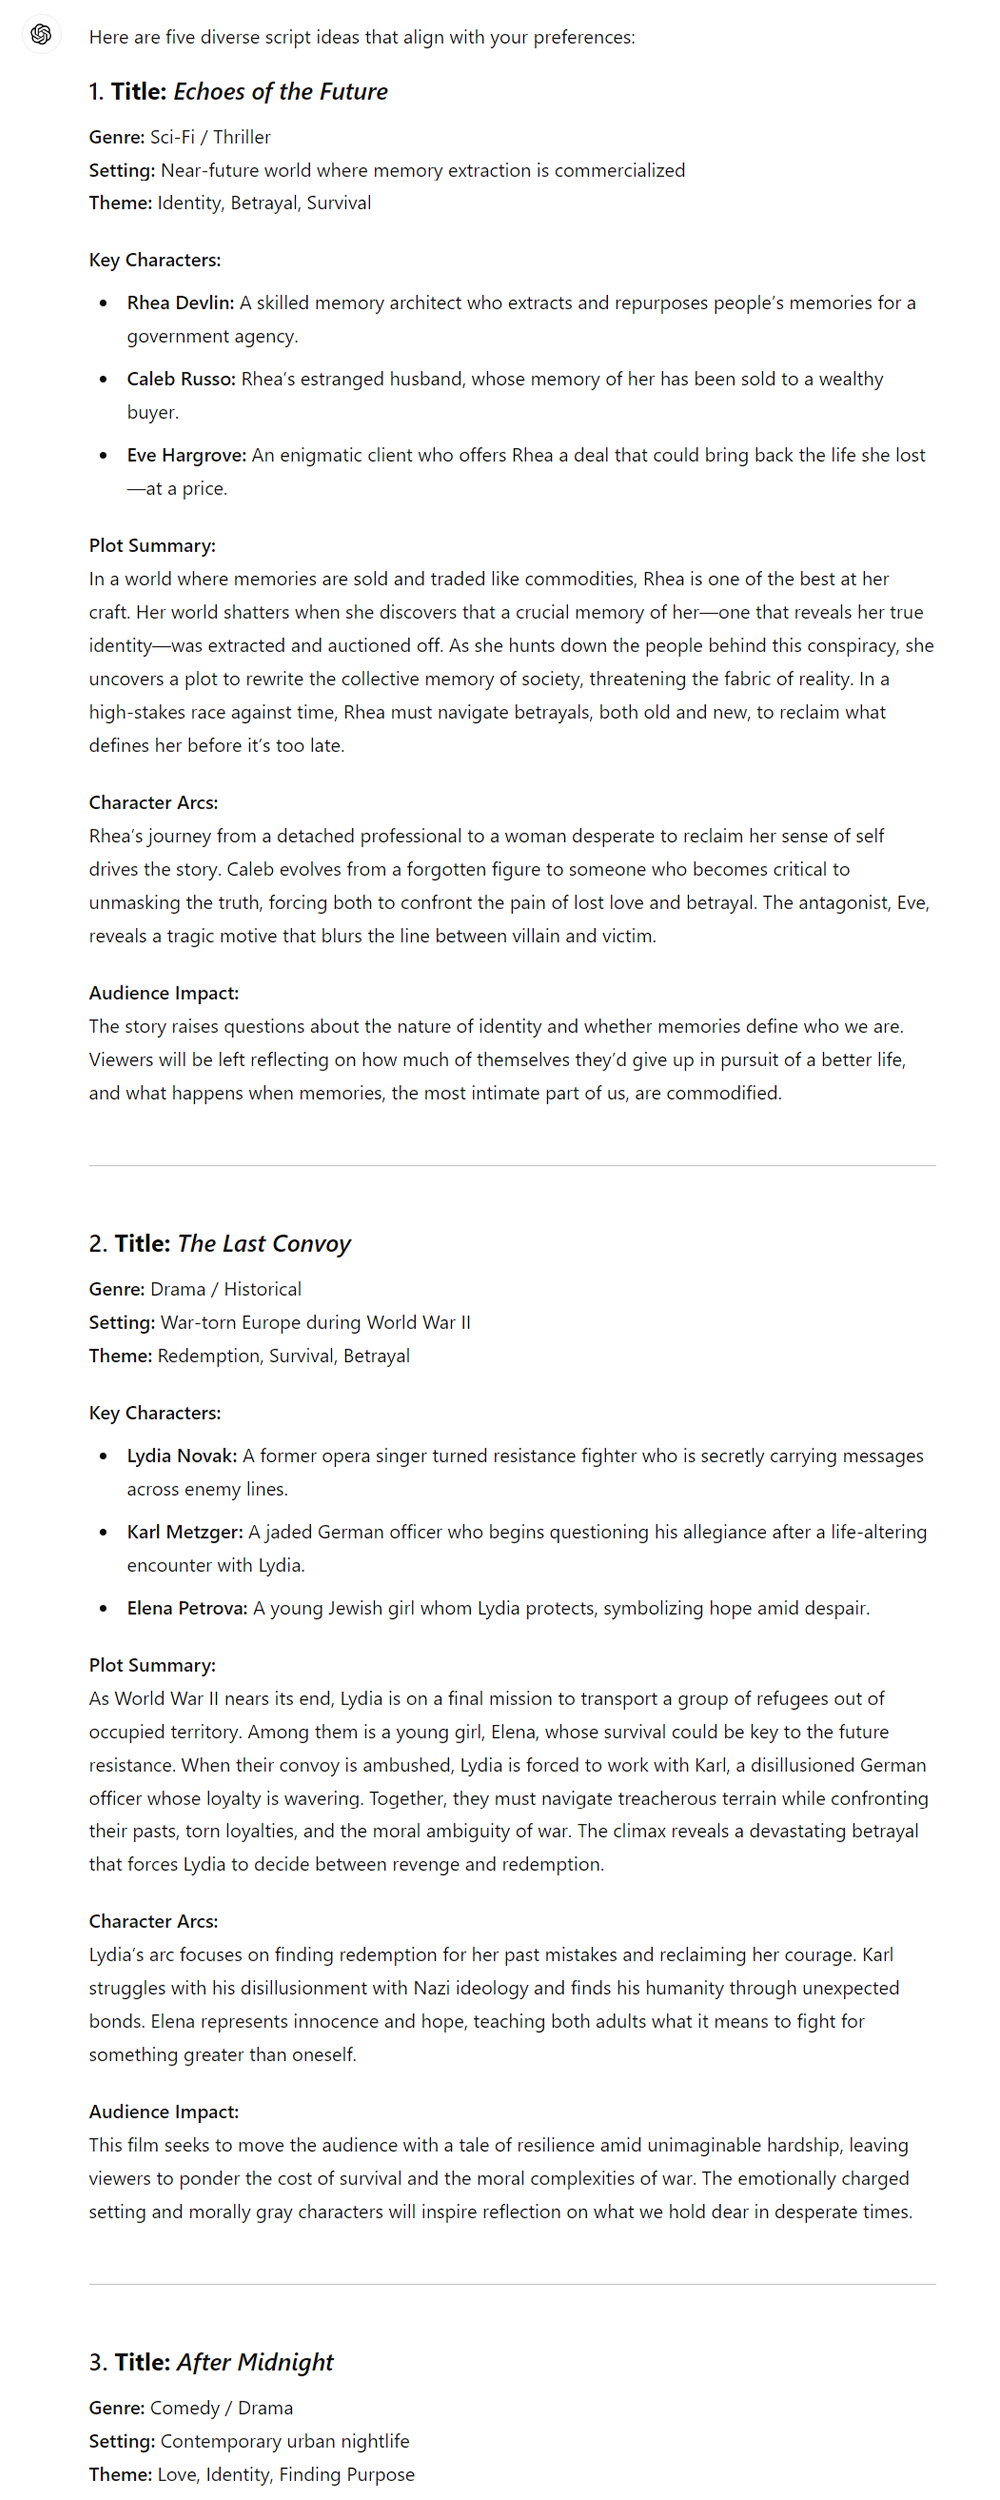 Here are five diverse script ideas that align with your preferences:
1. Title: Echoes of the Future
Genre: Sci-Fi / Thriller
Setting: Near-future world where memory extraction is commercialized
Theme: Identity, Betrayal, Survival
Key Characters:
• Rhea Devlin: A skilled memory architect who extracts and repurposes people's memories for a
government agency.
• Caleb Russo: Rhea's estranged husband, whose memory of her has been sold to a wealthy
buyer.
• Eve Hargrove: An enigmatic client who offers Rhea a deal that could bring back the life she lost
—at a price.
Plot Summary:
In a world where memories are sold and traded like commodities, Rhea is one of the best at her
craft. Her world shatters when she discovers that a crucial memory of her—one that reveals her true
identity—was extracted and auctioned off. As she hunts down the people behind this conspiracy, she
uncovers a plot to rewrite the collective memory of society, threatening the fabric of reality. In a
high-stakes race against time, Rhea must navigate betrayals, both old and new, to reclaim what
defines her before it's too late.
Character Arcs:
Rhea's journey from a detached professional to a woman desperate to reclaim her sense of self
drives the story. Caleb evolves from a forgotten figure to someone who becomes critical to
unmasking the truth, forcing both to confront the pain of lost love and betrayal. The antagonist, Eve,
reveals a tragic motive that blurs the line between villain and victim.
Audience Impact:
The story raises questions about the nature of identity and whether memories define who we are.
Viewers will be left reflecting on how much of themselves they'd give up in pursuit of a better life,
and what happens when memories, the most intimate part of us, are commodified.
2. Title: The Last Convoy
Genre: Drama / Historical
Setting: War-torn Europe during World War II
Theme: Redemption, Survival, Betrayal
Key Characters:
• Lydia Novak: A former opera singer turned resistance fighter who is secretly carrying messages
across enemy lines.
• Karl Metzger: A jaded German officer who begins questioning his allegiance after a life-altering
encounter with Lydia.
• Elena Petrova: A young Jewish girl whom Lydia protects, symbolizing hope amid despair.
Plot Summary:
As World War II nears its end, Lydia is on a final mission to transport a group of refugees out of
occupied territory. Among them is a young girl, Elena, whose survival could be key to the future
resistance. When their convoy is ambushed, Lydia is forced to work with Karl, a disillusioned German
officer whose loyalty is wavering. Together, they must navigate treacherous terrain while confronting
their pasts, torn loyalties, and the moral ambiguity of war. The climax reveals a devastating betrayal
that forces Lydia to decide between revenge and redemption.
Character Arcs:
Lydia's arc focuses on finding redemption for her past mistakes and reclaiming her courage. Karl
struggles with his disillusionment with Nazi ideology and finds his humanity through unexpected
bonds. Elena represents innocence and hope, teaching both adults what it means to fight for
something greater than oneself.
Audience Impact:
This film seeks to move the audience with a tale of resilience amid unimaginable hardship, leaving
viewers to ponder the cost of survival and the moral complexities of war. The emotionally charged
setting and morally gray characters will inspire reflection on what we hold dear in desperate times.
3. Title: After Midnight
Genre: Comedy / Drama
Setting: Contemporary urban nightlife
Theme: Love, Identity, Finding Purpose